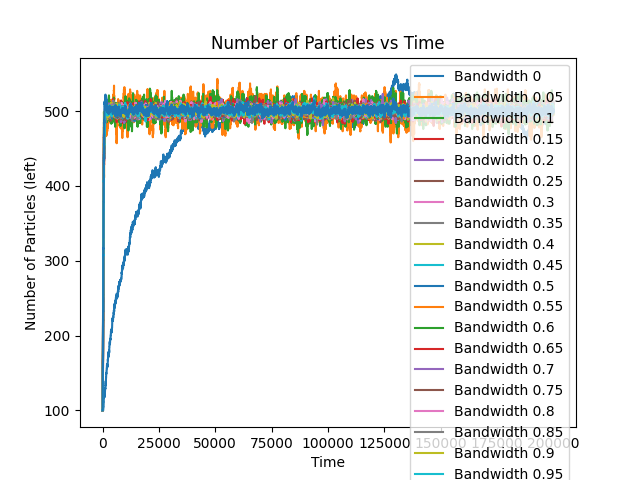 Number of Particles vs Time
Number of Particles (left)
500
400
300
200
100
0
25000
50000
75000
100000
125000
150000
175000
200000
Time
Bandwidth 0
Bandwidth 0.05
Bandwidth 0.1
Bandwidth 0.15
Bandwidth 0.2
Bandwidth 0.25
Bandwidth 0.3
Bandwidth 0.35
Bandwidth 0.4
Bandwidth 0.45
Bandwidth 0.5
Bandwidth 0.55
Bandwidth 0.6
Bandwidth 0.65
Bandwidth 0.7
Bandwidth 0.75
Bandwidth 0.8
Bandwidth 0.85
Bandwidth 0.9
Bandwidth 0.95